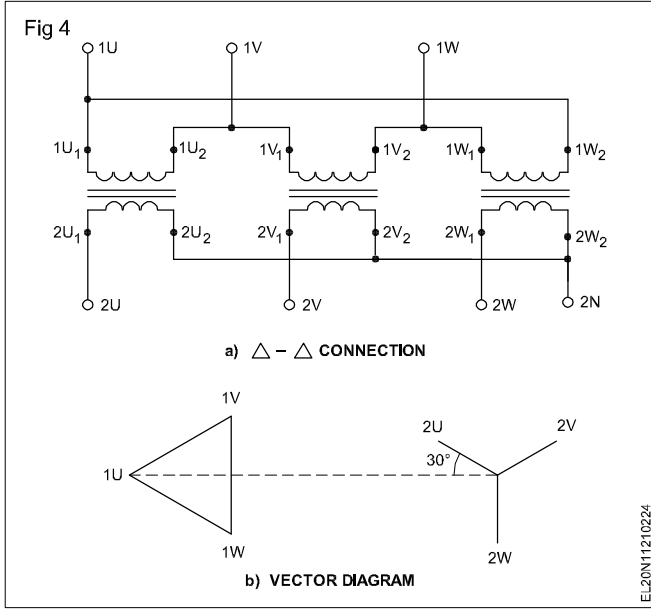 Fig 4
1U 1V 1W
1U₁ 1U₂ 1V₁ 1V₂ 1W₁ 1W₂
2U₁ 2U₂ 2V₁ 2V₂ 2W₁ 2W₂
2U 2V 2W 2N
a) △ – △ CONNECTION
1V
2U 2V
30°
1U
1W
2W
b) VECTOR DIAGRAM
EL20N11210224